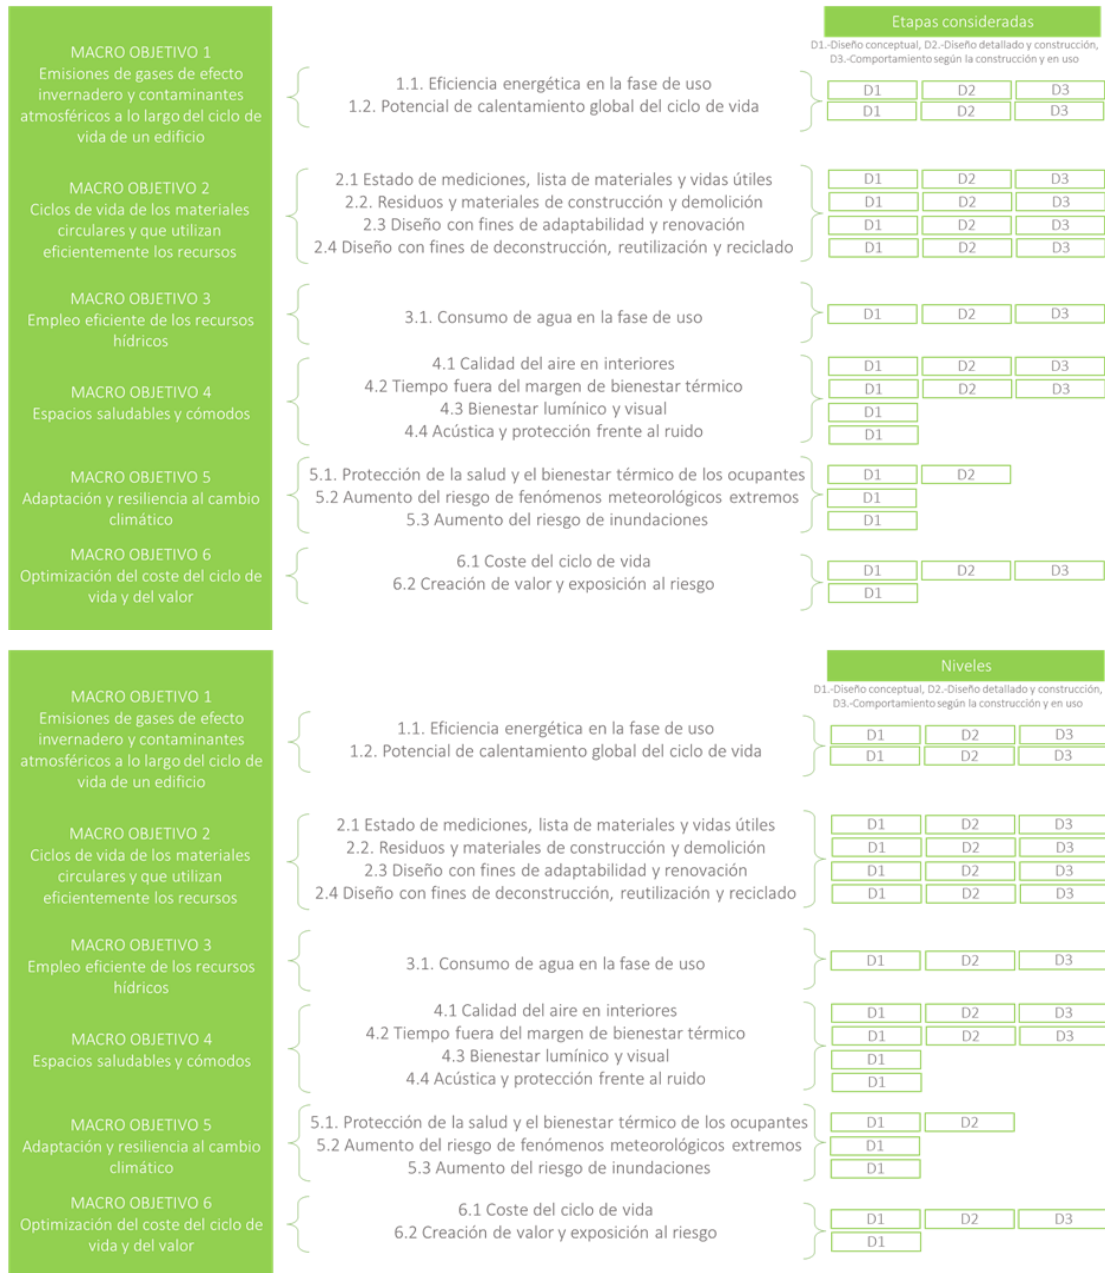 Etapas consideradas
D1.-Diseño conceptual, D2.-Diseño detallado y construcción,
D3.-Comportamiento según la construcción y en uso
MACRO OBJETIVO 1
Emisiones de gases de efecto
invernadero y contaminantes
atmosféricos a lo largo del ciclo de
vida de un edificio
1.1. Eficiencia energética en la fase de uso
1.2. Potencial de calentamiento global del ciclo de vida
D1 D2 D3
D1 D2 D3
MACRO OBJETIVO 2
Ciclos de vida de los materiales
circulares y que utilizan
eficientemente los recursos
2.1 Estado de mediciones, lista de materiales y vidas útiles
2.2. Residuos y materiales de construcción y demolición
2.3 Diseño con fines de adaptabilidad y renovación
2.4 Diseño con fines de deconstrucción, reutilización y reciclado
D1 D2 D3
D1 D2 D3
D1 D2 D3
D1 D2 D3
MACRO OBJETIVO 3
Empleo eficiente de los recursos
hídricos
3.1. Consumo de agua en la fase de uso
D1 D2 D3
MACRO OBJETIVO 4
Espacios saludables y cómodos
4.1 Calidad del aire en interiores
4.2 Tiempo fuera del margen de bienestar térmico
4.3 Bienestar lumínico y visual
4.4 Acústica y protección frente al ruido
D1 D2 D3
D1 D2 D3
D1
D1
MACRO OBJETIVO 5
Adaptación y resiliencia al cambio
climático
5.1. Protección de la salud y el bienestar térmico de los ocupantes
5.2 Aumento del riesgo de fenómenos meteorológicos extremos
5.3 Aumento del riesgo de inundaciones
D1 D2
D1
D1
MACRO OBJETIVO 6
Optimización del coste del ciclo de
vida y del valor
6.1 Coste del ciclo de vida
6.2 Creación de valor y exposición al riesgo
D1 D2 D3
D1
Niveles
D1.-Diseño conceptual, D2.-Diseño detallado y construcción,
D3.-Comportamiento según la construcción y en uso
MACRO OBJETIVO 1
Emisiones de gases de efecto
invernadero y contaminantes
atmosféricos a lo largo del ciclo de
vida de un edificio
1.1. Eficiencia energética en la fase de uso
1.2. Potencial de calentamiento global del ciclo de vida
D1 D2 D3
D1 D2 D3
MACRO OBJETIVO 2
Ciclos de vida de los materiales
circulares y que utilizan
eficientemente los recursos
2.1 Estado de mediciones, lista de materiales y vidas útiles
2.2. Residuos y materiales de construcción y demolición
2.3 Diseño con fines de adaptabilidad y renovación
2.4 Diseño con fines de deconstrucción, reutilización y reciclado
D1 D2 D3
D1 D2 D3
D1 D2 D3
D1 D2 D3
MACRO OBJETIVO 3
Empleo eficiente de los recursos
hídricos
3.1. Consumo de agua en la fase de uso
D1 D2 D3
MACRO OBJETIVO 4
Espacios saludables y cómodos
4.1 Calidad del aire en interiores
4.2 Tiempo fuera del margen de bienestar térmico
4.3 Bienestar lumínico y visual
4.4 Acústica y protección frente al ruido
D1 D2 D3
D1 D2 D3
D1
D1
MACRO OBJETIVO 5
Adaptación y resiliencia al cambio
climático
5.1. Protección de la salud y el bienestar térmico de los ocupantes
5.2 Aumento del riesgo de fenómenos meteorológicos extremos
5.3 Aumento del riesgo de inundaciones
D1 D2
D1
D1
MACRO OBJETIVO 6
Optimización del coste del ciclo de
vida y del valor
6.1 Coste del ciclo de vida
6.2 Creación de valor y exposición al riesgo
D1 D2 D3
D1